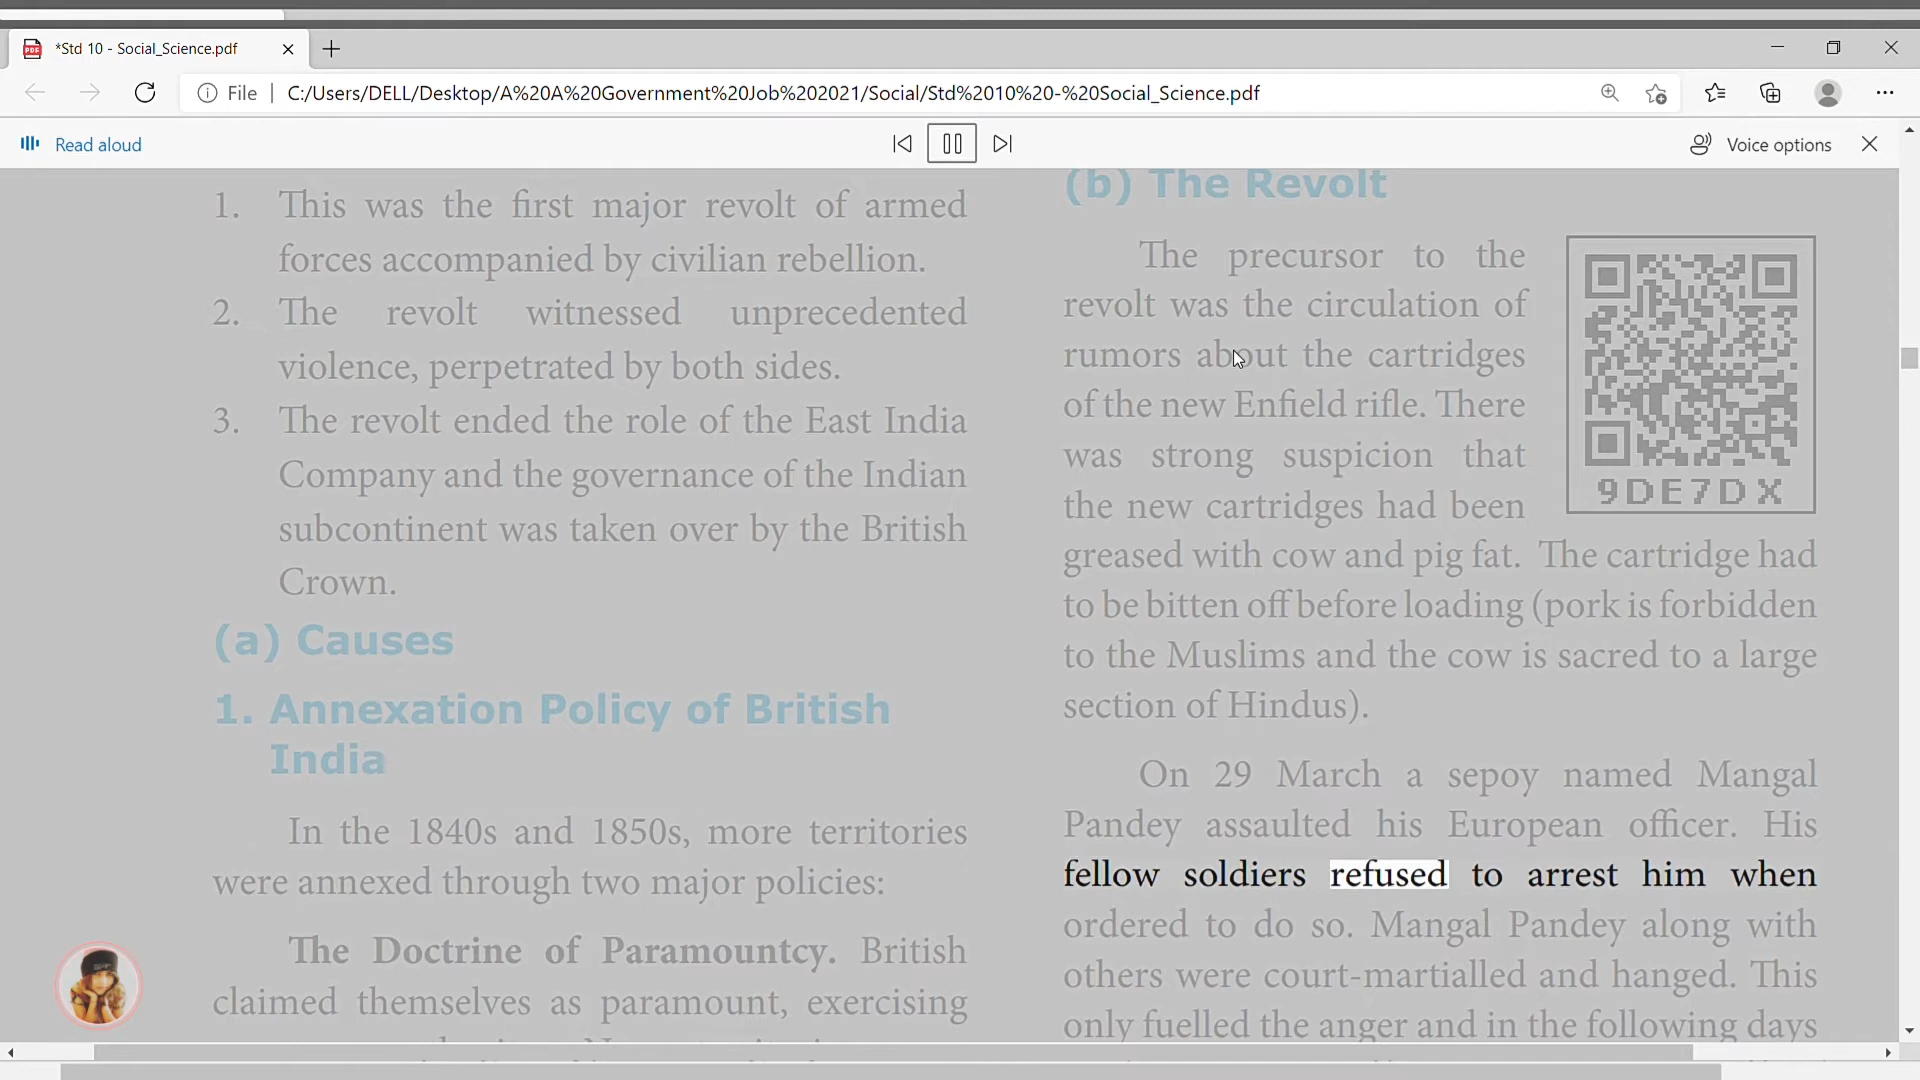 *Std 10 - Social_Science.pdf
File
C:/Users/DELL/Desktop/A%20A%20Government%20Job%202021/Social/Std%2010%20-%20Social_Science.pdf
Read aloud
Voice options
1. This was the first major revolt of armed
forces accompanied by civilian rebellion.
2. The revolt witnessed unprecedented
violence, perpetrated by both sides.
3. The revolt ended the role of the East India
Company and the governance of the Indian
subcontinent was taken over by the British
Crown.
(a) Causes
1. Annexation Policy of British
India
In the 1840s and 1850s, more territories
were annexed through two major policies:
The Doctrine of Paramountcy. British
claimed themselves as paramount, exercising
(b) The Revolt
The precursor to the
revolt was the circulation of
rumors about the cartridges
of the new Enfield rifle. There
was strong suspicion that
the new cartridges had been
greased with cow and pig fat. The cartridge had
to be bitten off before loading (pork is forbidden
to the Muslims and the cow is sacred to a large
section of Hindus).
9DE7DX
On 29 March a sepoy named Mangal
Pandey assaulted his European officer. His
fellow soldiers refused to arrest him when
ordered to do so. Mangal Pandey along with
others were court-martialled and hanged. This
only fuelled the anger and in the following days